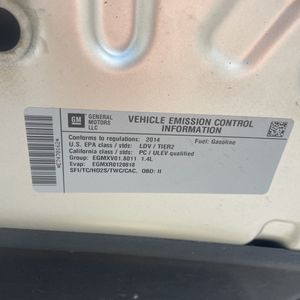 GM
GENERAL
MOTORS
LLC
VEHICLE EMISSION CONTROL
INFORMATION
Conforms to regulations: 2014
Fuel: Gasoline
U.S. EPA class / stds: LDV / TIER2
California class / stds: PC / ULEV qualified
Group: EGMXV01.8011 1.4L
Evap: EGMXR0120818
SFI/TC/HO2S/TWC/CAC, OBD: II